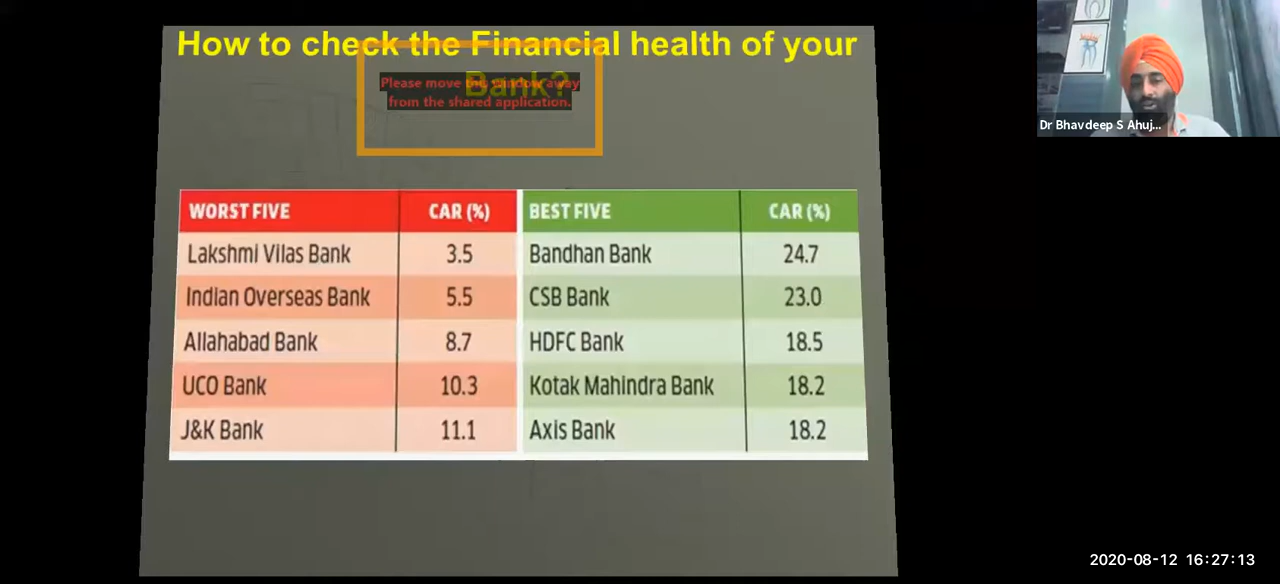 How to check the Financial health of your
Bank?
Please move this window away
from the shared application.
Dr Bhavdeep S Ahuj...
WORST FIVE CAR (%) BEST FIVE CAR (%)
Lakshmi Vilas Bank 3.5 Bandhan Bank 24.7
Indian Overseas Bank 5.5 CSB Bank 23.0
Allahabad Bank 8.7 HDFC Bank 18.5
UCO Bank 10.3 Kotak Mahindra Bank 18.2
J&K Bank 11.1 Axis Bank 18.2
2020-08-12 16:27:13